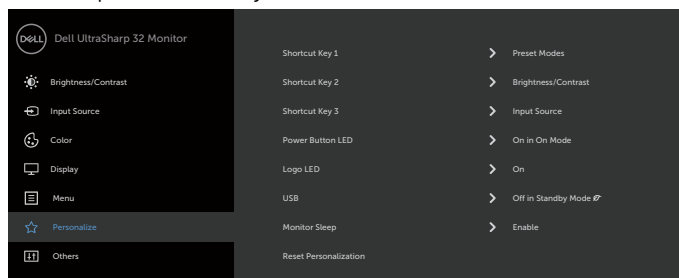 DELL
Dell UltraSharp 32 Monitor
Brightness/Contrast
Input Source
Color
Display
Menu
Personalize
Others
Shortcut Key 1 Preset Modes
Shortcut Key 2 Brightness/Contrast
Shortcut Key 3 Input Source
Power Button LED On in On Mode
Logo LED On
USB Off in Standby Mode
Monitor Sleep Enable
Reset Personalization